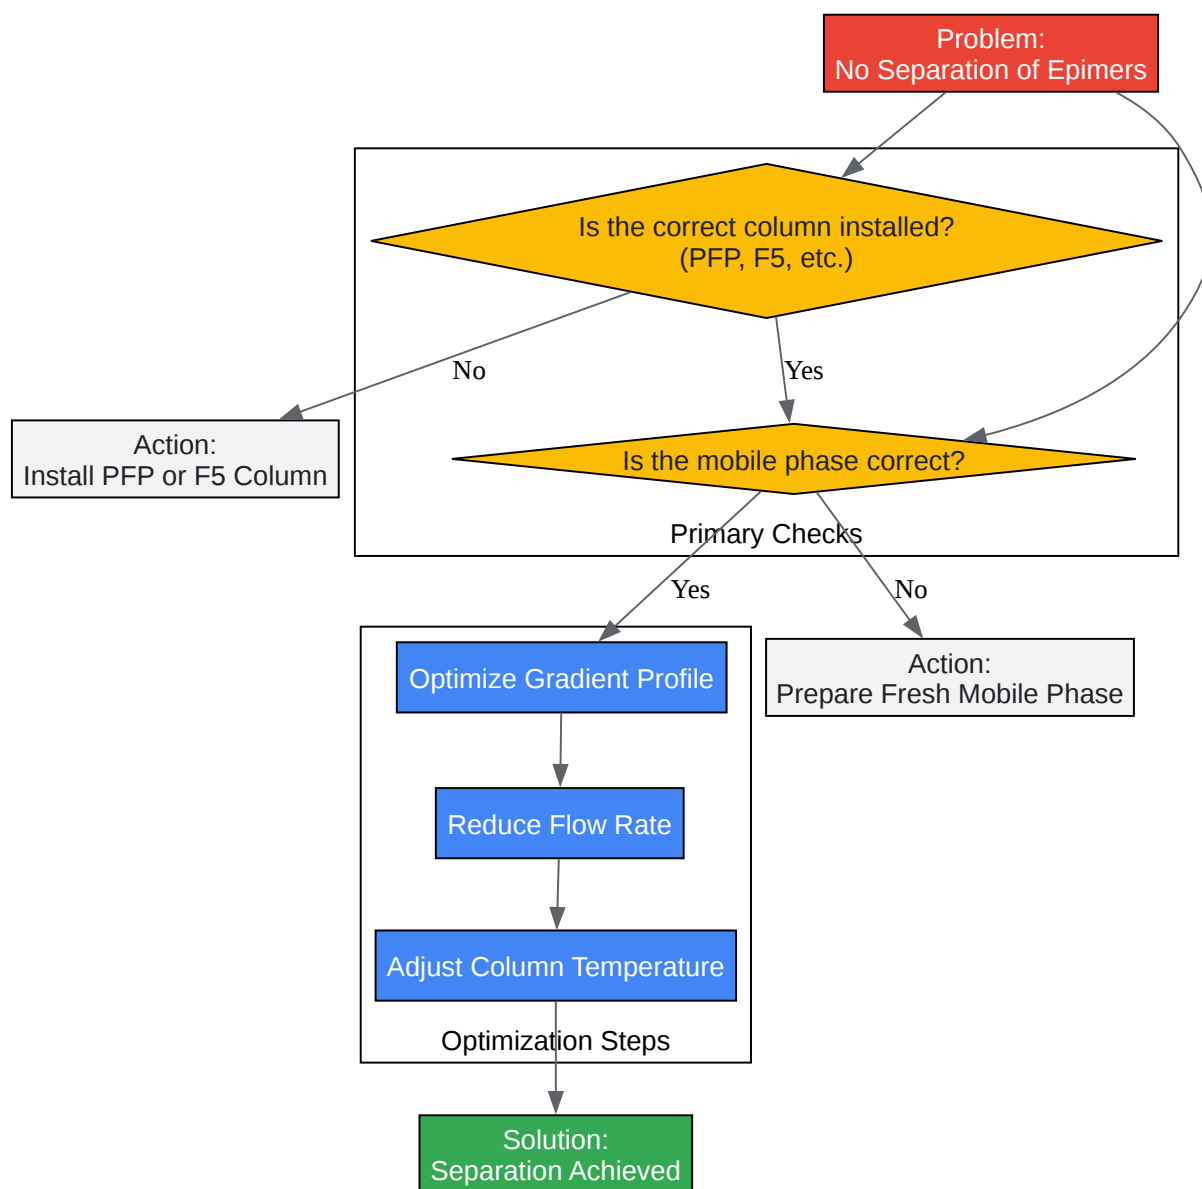 Problem:
No Separation of Epimers
Is the correct column installed?
(PFP, F5, etc.)
No
Yes
Action:
Install PFP or F5 Column
Is the mobile phase correct?
Primary Checks
Yes
No
Optimize Gradient Profile
Action:
Prepare Fresh Mobile Phase
Reduce Flow Rate
Adjust Column Temperature
Optimization Steps
Solution:
Separation Achieved